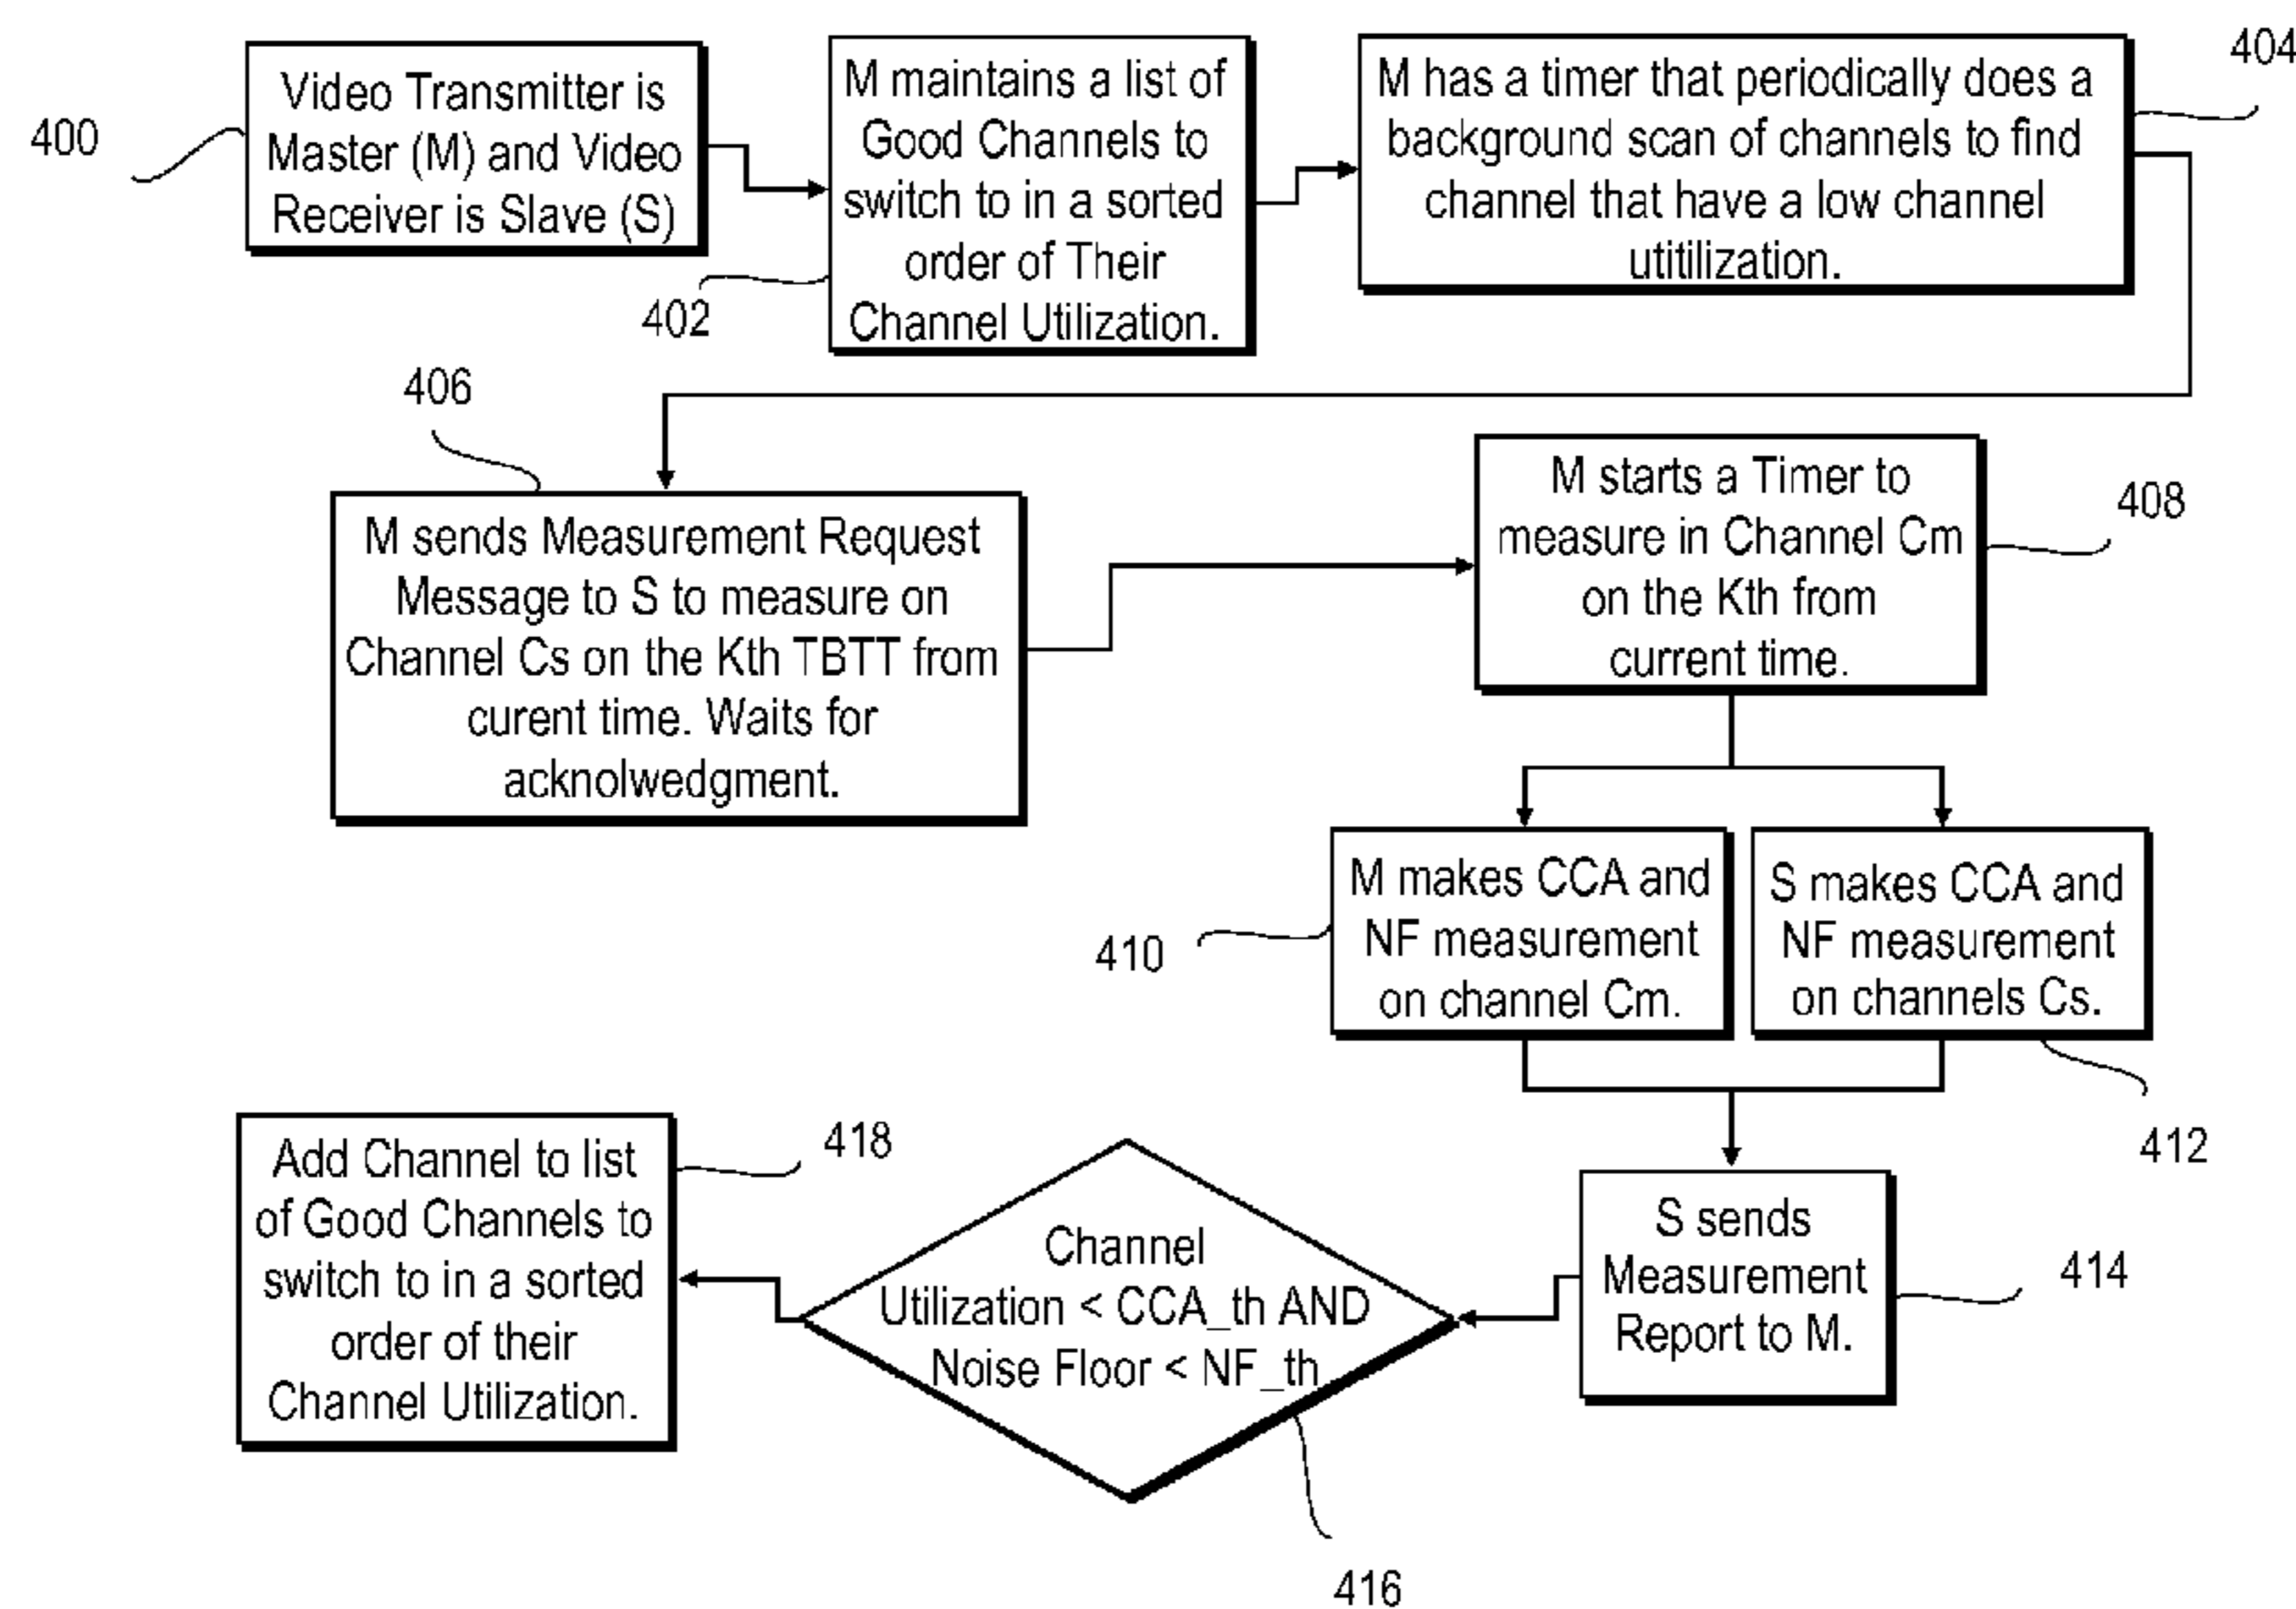 400
Video Transmitter is
Master (M) and Video
Receiver is Slave (S)
402
M maintains a list of
Good Channels to
switch to in a sorted
order of Their
Channel Utilization.
404
M has a timer that periodically does a
background scan of channels to find
channel that have a low channel
utitilization.
406
M sends Measurement Request
Message to S to measure on
Channel Cs on the Kth TBTT from
curent time. Waits for
acknolwedgment.
408
M starts a Timer to
measure in Channel Cm
on the Kth from
current time.
410
M makes CCA and
NF measurement
on channel Cm.
S makes CCA and
NF measurement
on channels Cs.
412
S sends
Measurement
Report to M.
414
Channel
Utilization < CCA_th AND
Noise Floor < NF_th
416
418
Add Channel to list
of Good Channels to
switch to in a sorted
order of their
Channel Utilization.